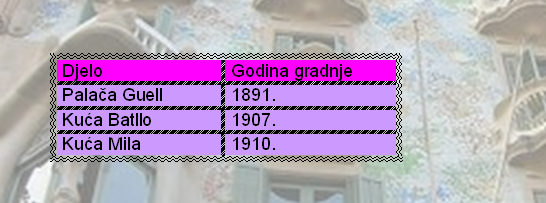 Djelo Godina gradnje
Palača Guell 1891.
Kuća Batllo 1907.
Kuća Mila 1910.